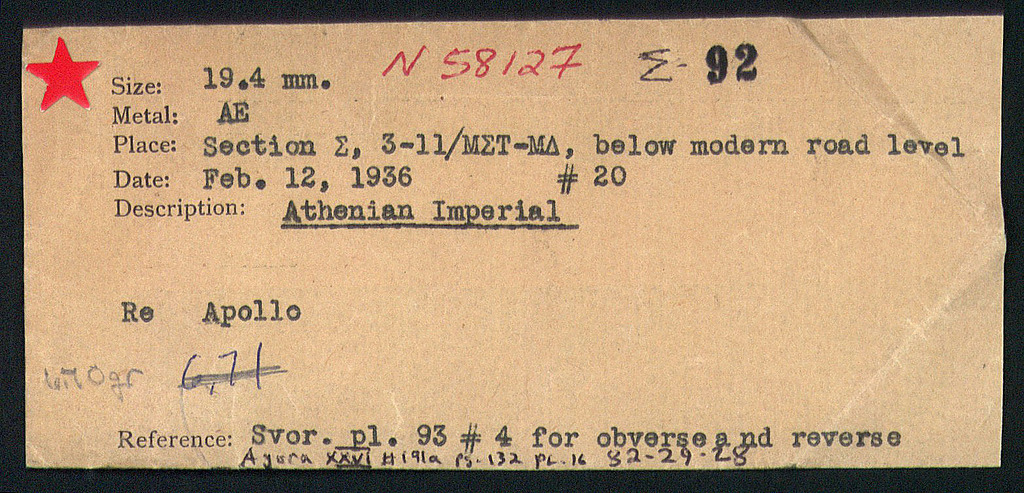 N 58127 Σ- 92
Size: 19.4 mm.
Metal: AE
Place: Section Σ, 3-11/ΜΣΤ-ΜΔ, below modern road level
Date: Feb. 12, 1936 # 20
Description: Athenian Imperial
Re Apollo
6.70gr 6,71
Reference: Svor. pl. 93 # 4 for obverse and reverse
Agora XXVI #191a pg. 132 pl. 16 82-29-28